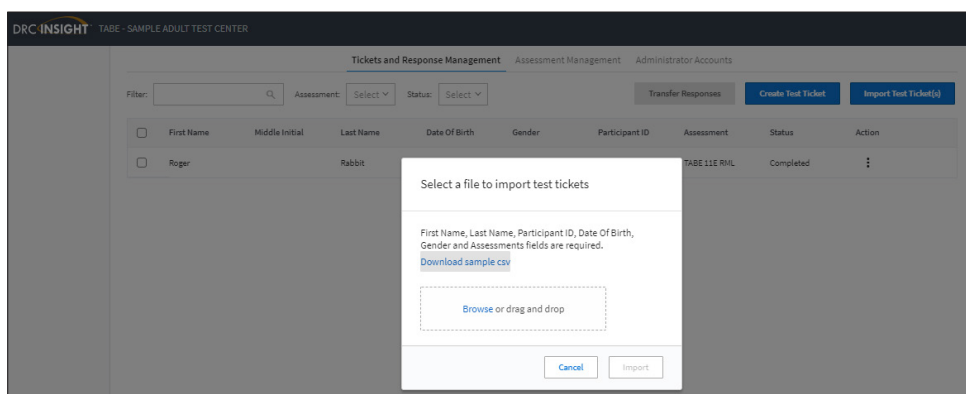 DRC INSIGHT TABE - SAMPLE ADULT TEST CENTER
Tickets and Response Management Assessment Management Administrator Accounts
Filter: Assessment: Select Status: Select Transfer Responses Create Test Ticket Import Test Ticket(s)
First Name Middle Initial Last Name Date Of Birth Gender Participant ID Assessment Status Action
Roger Rabbit TABE 11E RML Completed
Select a file to import test tickets
First Name, Last Name, Participant ID, Date Of Birth,
Gender and Assessments fields are required.
Download sample csv
Browse or drag and drop
Cancel Import